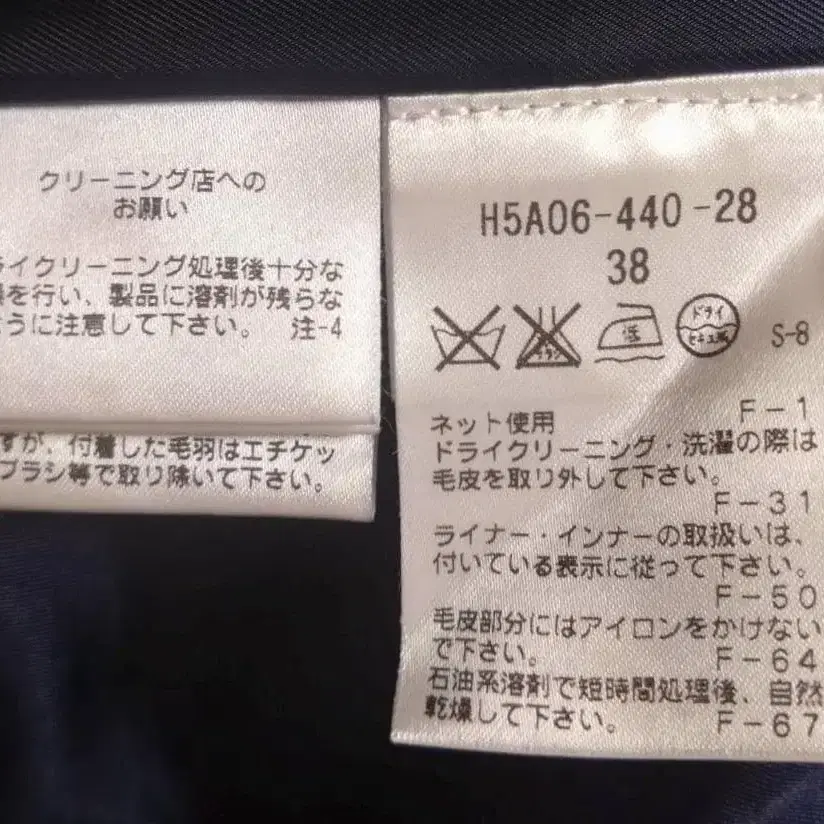 クリーニング店への
お願い
ライクリーニング処理後十分な
を行い、製品に溶剤が残らな
うに注意して下さい。 注-4
すが、付着した毛羽はエチケッ
ブラシ等で取り除いて下さい。
H5A06-440-28
38
ドライ
セキユ系
S-8
F-1
ネット使用
ドライクリーニング・洗濯の際は
毛皮を取り外して下さい。
F-31
ライナー・インナーの取扱いは、
付いている表示に従って下さい。
F-50
毛皮部分にはアイロンをかけない
で下さい。
F-64
石油系溶剤で短時間処理後、自然
乾燥して下さい。
F-67